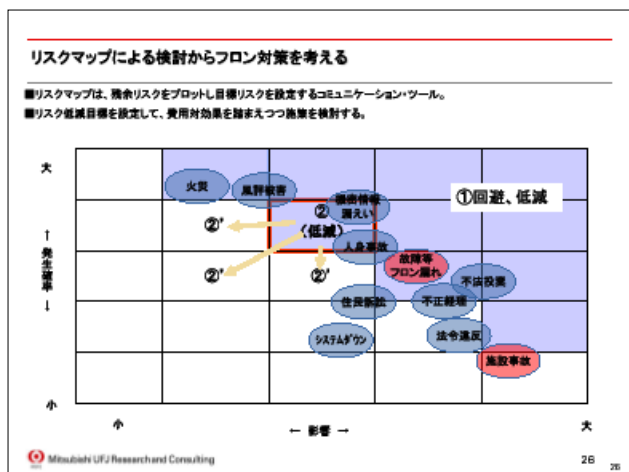 リスクマップによる検討からフロン対策を考える
■リスクマップは、残余リスクをプロットし目標リスクを設定するコミュニケーション・ツール。
■リスク低減目標を設定して、費用対効果を踏まえつつ施策を検討する。
大
↑
発生確率
↓
小
火災
風評被害
機密情報
漏えい
①回避、低減
②
(低減)
②’
②’
②’
人身事故
故障等
フロン漏れ
不法投棄
住民訴訟
不正経理
システムダウン
法令違反
施設事故
小
← 影響 →
大
Mitsubishi UFJ Research and Consulting
26
26